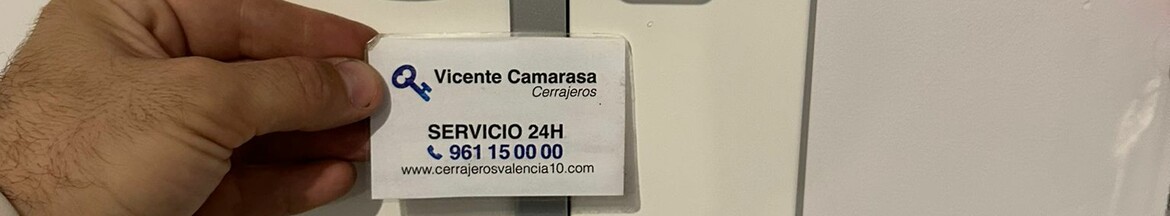 Vicente Camarasa
Cerrajeros
SERVICIO 24H
961 15 00 00
www.cerrajerosvalencia10.com